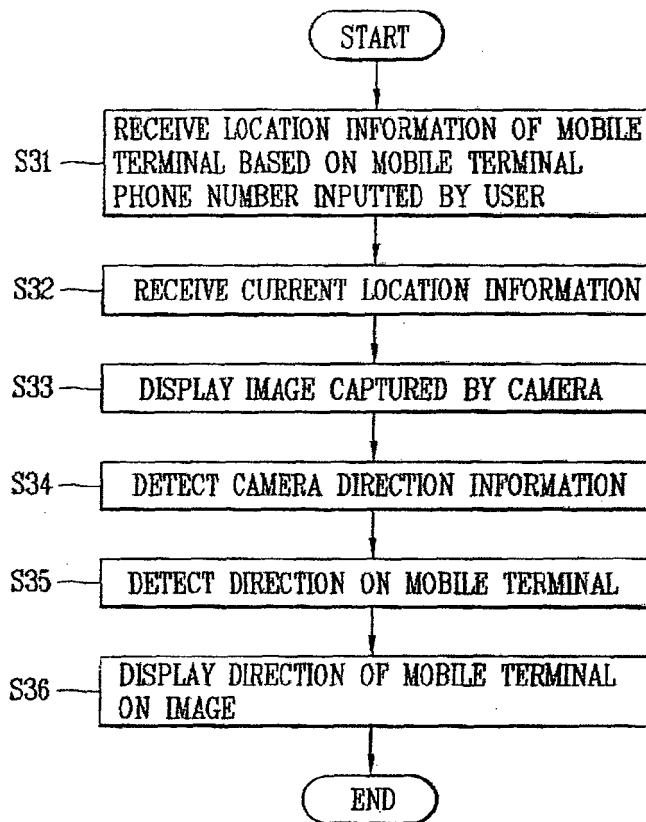 START
S31
RECEIVE LOCATION INFORMATION OF MOBILE
TERMINAL BASED ON MOBILE TERMINAL
PHONE NUMBER INPUTTED BY USER
S32
RECEIVE CURRENT LOCATION INFORMATION
S33
DISPLAY IMAGE CAPTURED BY CAMERA
S34
DETECT CAMERA DIRECTION INFORMATION
S35
DETECT DIRECTION ON MOBILE TERMINAL
S36
DISPLAY DIRECTION OF MOBILE TERMINAL
ON IMAGE
END